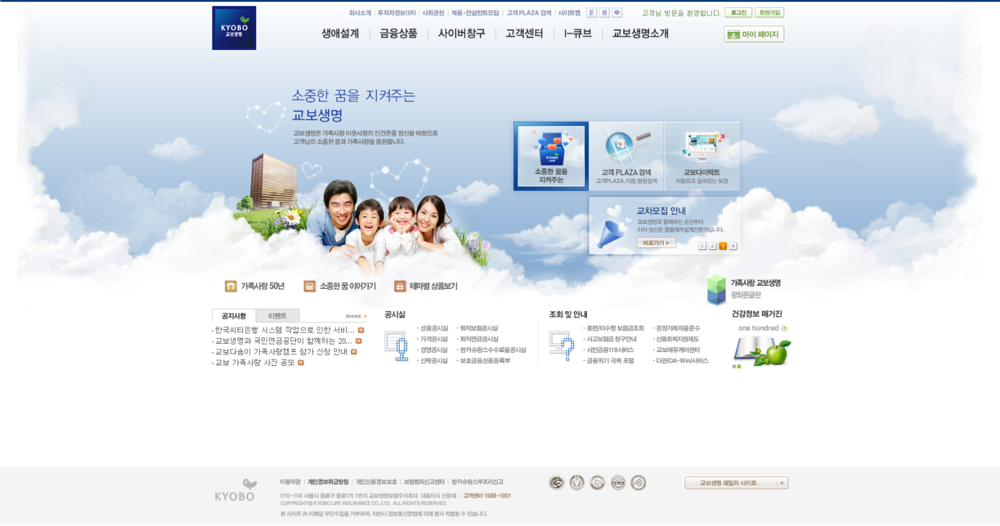 KYOBO
교보생명
회사소개 | 투자자정보(IR) | 사회공헌 | 채용·컨설턴트모집 | 고객 PLAZA 검색 | 사이트맵 E 日 中
고객님 방문을 환영합니다. 로그인 회원가입
생애설계 | 금융상품 | 사이버창구 | 고객센터 | I-큐브 | 교보생명소개
마이 페이지
소중한 꿈을 지켜주는
교보생명
교보생명은 가족사랑 이웃사랑의 인간존중 정신을 바탕으로
고객님의 소중한 꿈과 가족사랑을 응원합니다.
소중한 꿈을
지켜주는
고객 PLAZA 검색
고객PLAZA,지점,병원검색
교보다이렉트
저렴하고 실속있는 보장
교차모집 안내
교보생명과 함께하는 순간부터
이미 당신은 종합재무설계전문가입니다.
바로가기
1 2 3 4
가족사랑 50년
소중한 꿈 이어가기
테마별 상품보기
가족사랑 교보생명
광화문글판
공지사항 이벤트 MORE
· 한국씨티은행 시스템 작업으로 인한 서비... N
· 교보생명과 국민연금공단이 함께하는 20... N
· 교보다솜이 가족사랑캠프 참가 신청 안내 N
· 교보 가족사랑 사진 공모 N
공시실
· 상품공시실 · 퇴직보험공시실
· 가격공시실 · 퇴직연금공시실
· 경영공시실 · 방카슈랑스수수료율공시실
· 신탁공시실 · 보호금융상품등록부
조회 및 안내
· 휴면/미수령 보험금조회 · 공정거래자율준수
· 사고보험금 청구안내 · 신용회복지원제도
· 서민금융119서비스 · 교보에듀케어센터
· 금융위기 극복 포털 · 다윈(DA-Win)서비스
건강정보 매거진
one hundred
KYOBO
이용약관 | 개인정보취급방침 | 개인신용정보보호 | 보험범죄신고센터 | 방카슈랑스부조리신고
(110-114) 서울시 종로구 종로1가 1번지 교보생명보험주식회사 대표이사 신창재 | 고객센터 1588-1001
COPYRIGHTⓒ KYOBO LIFE INSURANCE CO.,LTD. ALL RIGHTS RESERVED.
본 사이트 內 이메일 무단수집을 거부하며, 위반시 정보통신망법에 의해 형사 처벌될 수 있습니다.
교보생명 패밀리 사이트